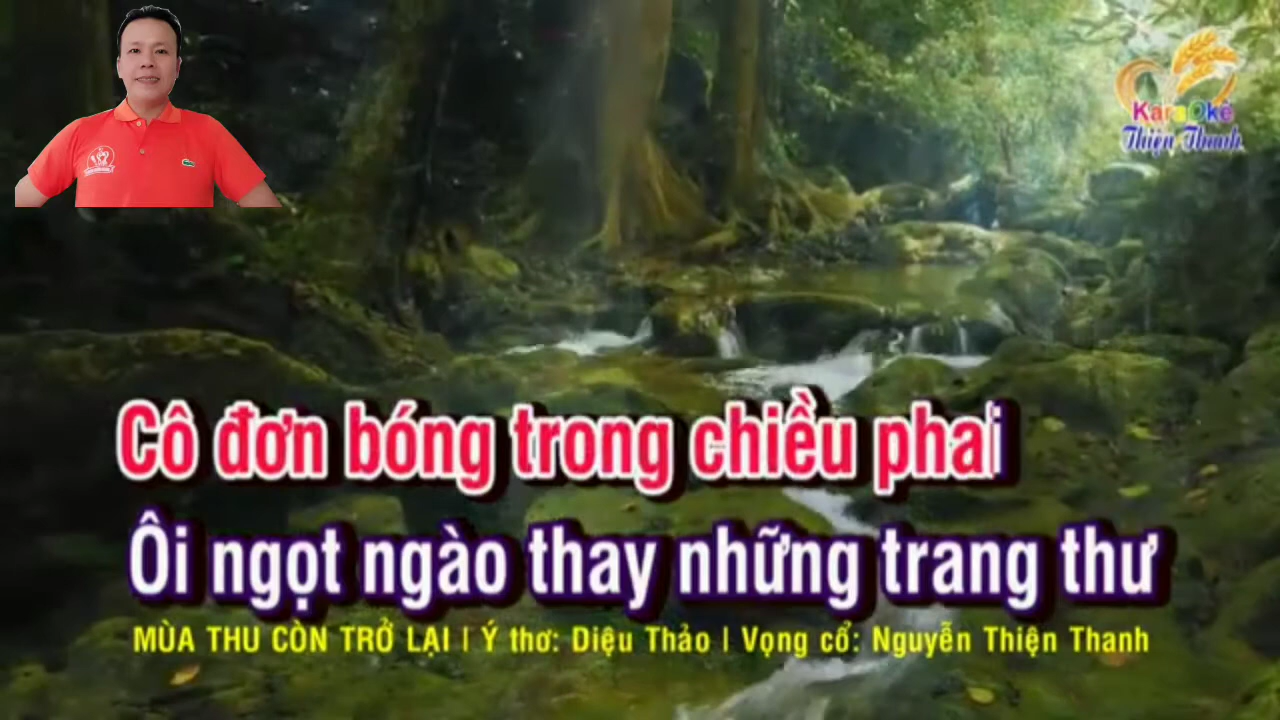 KaraOkê
Thiện Thanh
Cô đơn bóng trong chiều phai
Ôi ngọt ngào thay những trang thư
MÙA THU CÒN TRỞ LẠI | Ý thơ: Diệu Thảo | Vọng cổ: Nguyễn Thiện Thanh